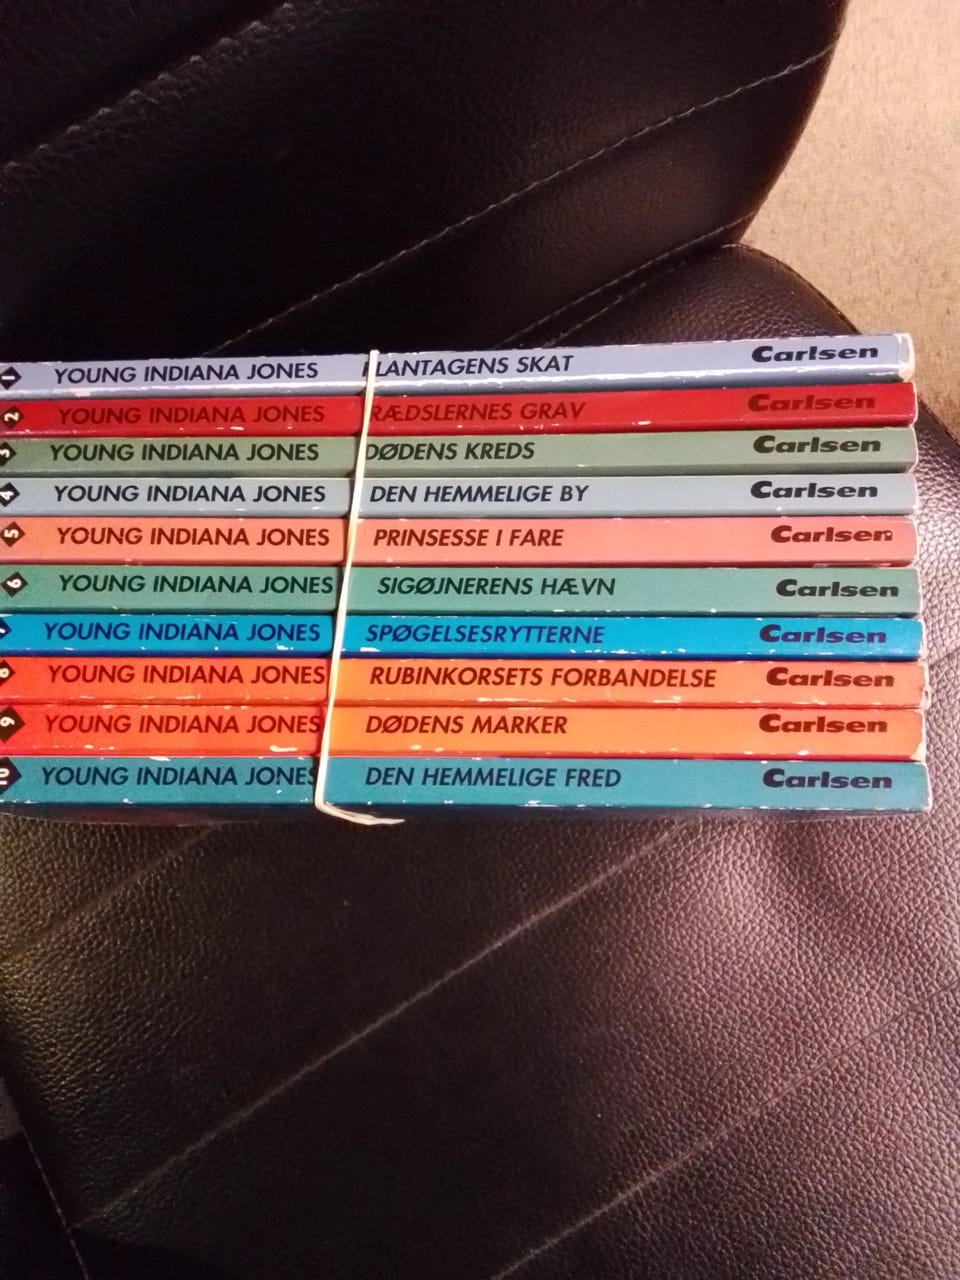 1 YOUNG INDIANA JONES PLANTAGENS SKAT Carlsen
2 YOUNG INDIANA JONES RÆDSLERNES GRAV Carlsen
3 YOUNG INDIANA JONES DØDENS KREDS Carlsen
4 YOUNG INDIANA JONES DEN HEMMELIGE BY Carlsen
5 YOUNG INDIANA JONES PRINSESSE I FARE Carlsen
6 YOUNG INDIANA JONES SIGØJNERENS HÆVN Carlsen
7 YOUNG INDIANA JONES SPØGELSESRYTTERNE Carlsen
8 YOUNG INDIANA JONES RUBINKORSETS FORBANDELSE Carlsen
9 YOUNG INDIANA JONES DØDENS MARKER Carlsen
10 YOUNG INDIANA JONES DEN HEMMELIGE FRED Carlsen